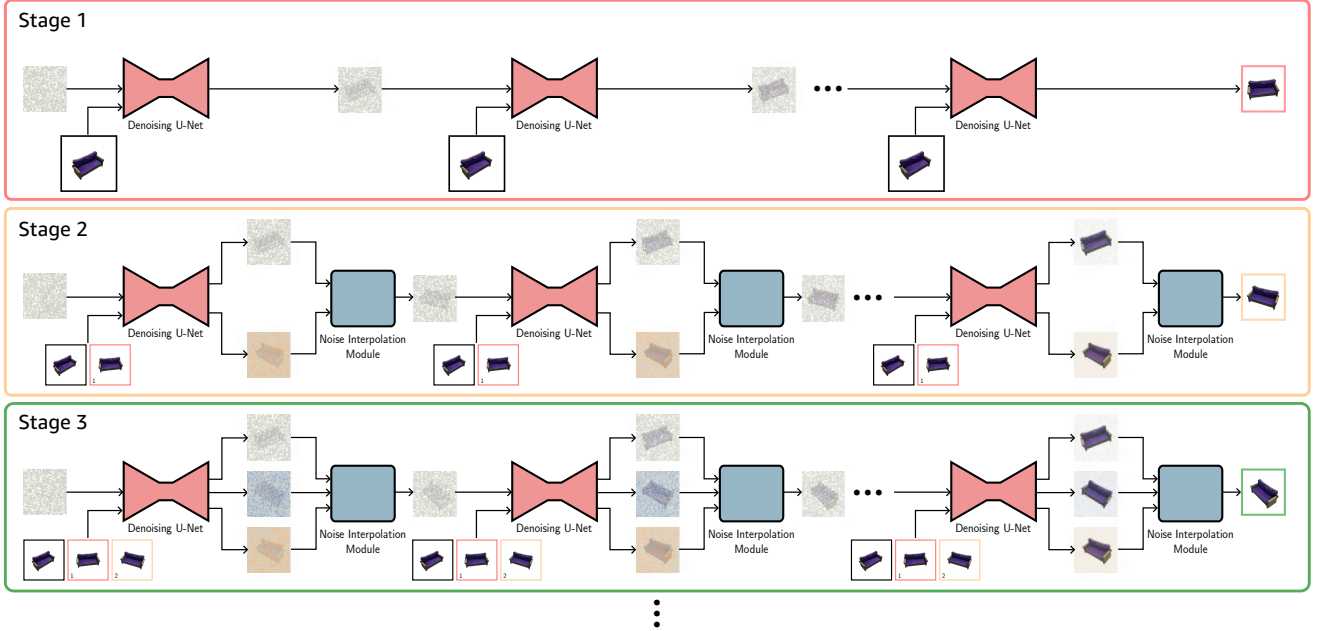 Stage 1
Denoising U-Net
Denoising U-Net
Denoising U-Net
Stage 2
Denoising U-Net
Noise Interpolation
Module
Denoising U-Net
Noise Interpolation
Module
Denoising U-Net
Noise Interpolation
Module
1
1
1
Stage 3
Denoising U-Net
Noise Interpolation
Module
Denoising U-Net
Noise Interpolation
Module
Denoising U-Net
Noise Interpolation
Module
1
2
1
2
1
2